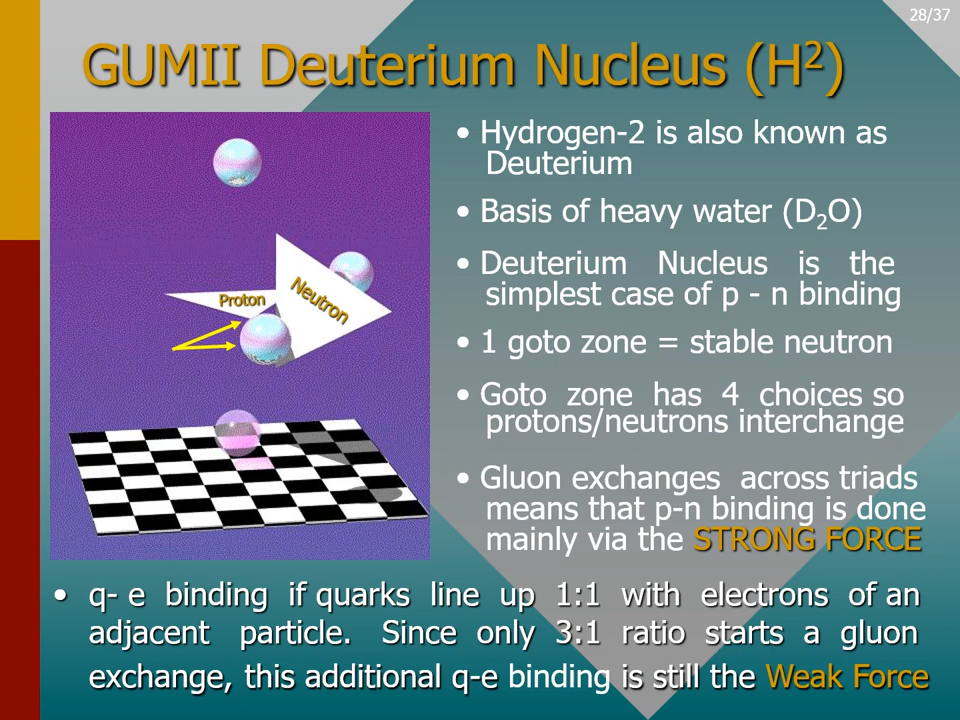 28/37
GUMII Deuterium Nucleus (H²)
• Hydrogen-2 is also known as
Deuterium
• Basis of heavy water (D₂O)
• Deuterium Nucleus is the
simplest case of p - n binding
• 1 goto zone = stable neutron
• Goto zone has 4 choices so
protons/neutrons interchange
• Gluon exchanges across triads
means that p-n binding is done
mainly via the STRONG FORCE
Proton
Neutron
• q- e binding if quarks line up 1:1 with electrons of an
adjacent particle. Since only 3:1 ratio starts a gluon
exchange, this additional q-e binding is still the Weak Force